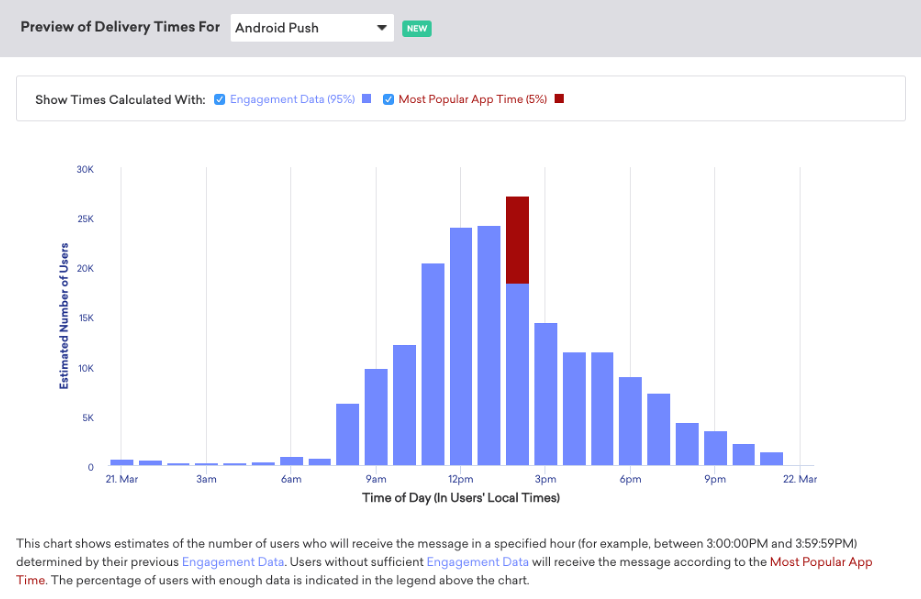 Preview of Delivery Times For Android Push NEW
Show Times Calculated With: Engagement Data (95%) Most Popular App Time (5%)
30K
25K
20K
15K
10K
5K
0
Estimated Number of Users
21. Mar 3am 6am 9am 12pm 3pm 6pm 9pm 22. Mar
Time of Day (In Users' Local Times)
This chart shows estimates of the number of users who will receive the message in a specified hour (for example, between 3:00:00PM and 3:59:59PM)
determined by their previous Engagement Data. Users without sufficient Engagement Data will receive the message according to the Most Popular App
Time. The percentage of users with enough data is indicated in the legend above the chart.